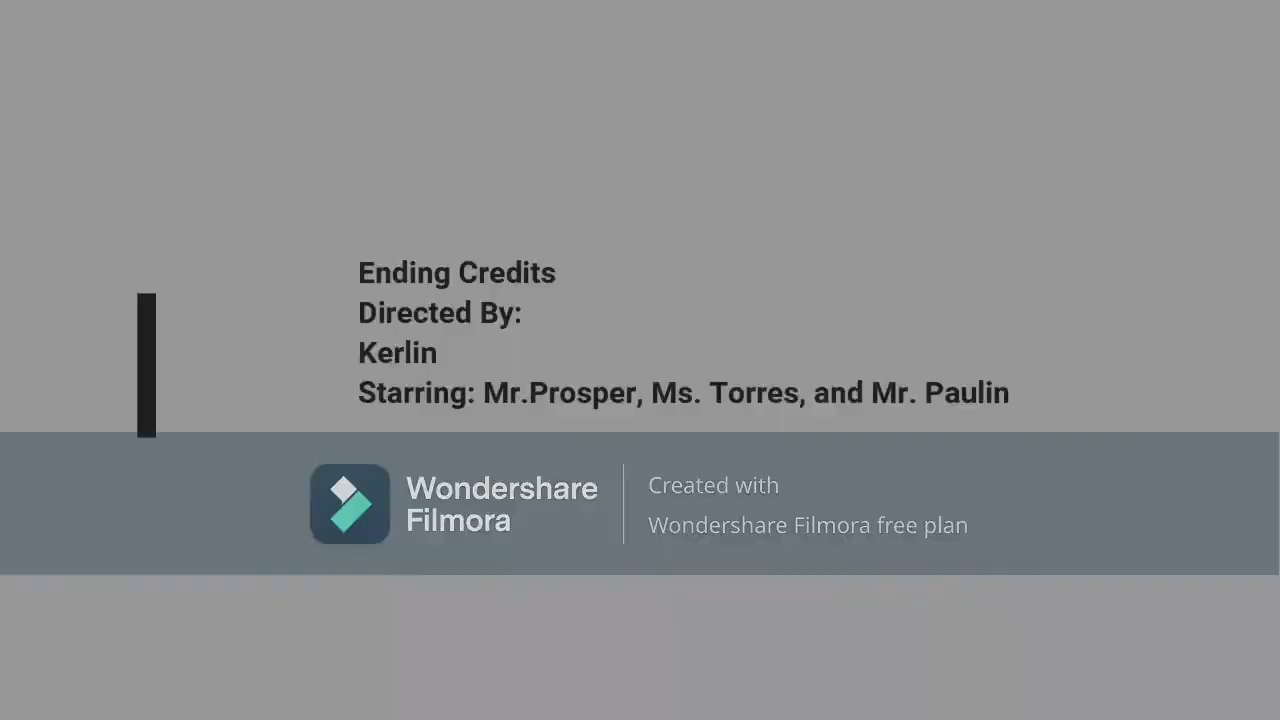 Ending Credits
Directed By:
Kerlin
Starring: Mr.Prosper, Ms. Torres, and Mr. Paulin
Wondershare
Filmora
Created with
Wondershare Filmora free plan